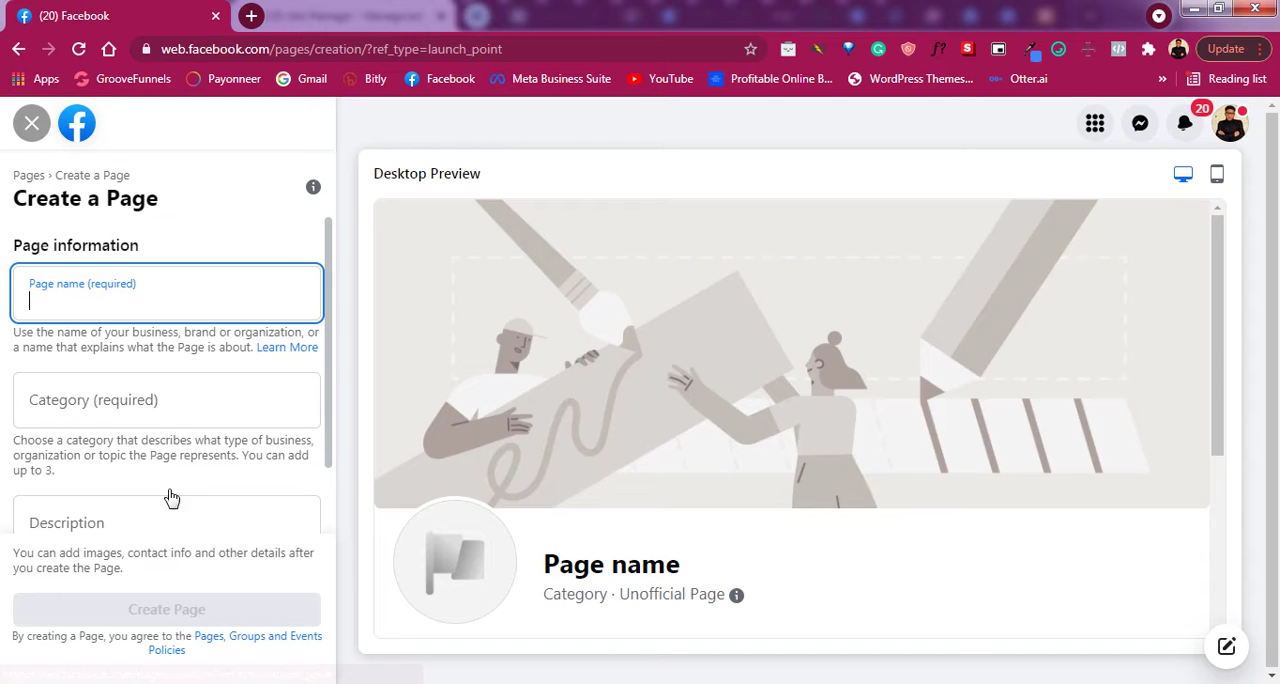 (20) Facebook
web.facebook.com/pages/creation/?ref_type=launch_point
Update
Apps
GrooveFunnels
Payonneer
Gmail
Bitly
Facebook
Meta Business Suite
YouTube
Profitable Online B...
WordPress Themes...
Otter.ai
»
Reading list
20
Pages › Create a Page
Create a Page
Page information
Page name (required)
Use the name of your business, brand or organization, or
a name that explains what the Page is about. Learn More
Category (required)
Choose a category that describes what type of business,
organization or topic the Page represents. You can add
up to 3.
Description
You can add images, contact info and other details after
you create the Page.
Create Page
By creating a Page, you agree to the Pages, Groups and Events
Policies
Desktop Preview
Page name
Category · Unofficial Page